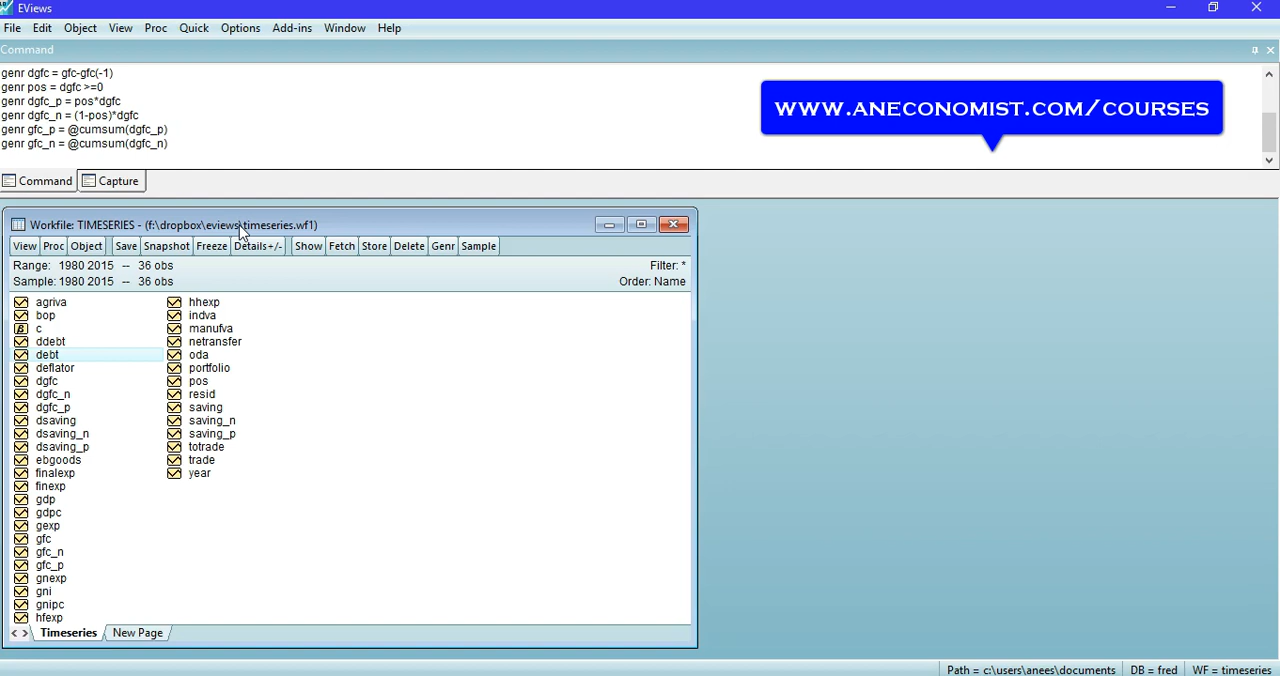 EViews
File Edit Object View Proc Quick Options Add-ins Window Help
Command
genr dgfc = gfc-gfc(-1)
genr pos = dgfc >=0
genr dgfc_p = pos*dgfc
genr dgfc_n = (1-pos)*dgfc
genr gfc_p = @cumsum(dgfc_p)
genr gfc_n = @cumsum(dgfc_n)
WWW.ANECONOMIST.COM/COURSES
Command Capture
Workfile: TIMESERIES - (f:\dropbox\eviews\timeseries.wf1)
View Proc Object Save Snapshot Freeze Details+/- Show Fetch Store Delete Genr Sample
Range: 1980 2015 -- 36 obs Filter: *
Sample: 1980 2015 -- 36 obs Order: Name
agriva
bop
c
ddebt
debt
deflator
dgfc
dgfc_n
dgfc_p
dsaving
dsaving_n
dsaving_p
ebgoods
finalexp
finexp
gdp
gdpc
gexp
gfc
gfc_n
gfc_p
gnexp
gni
gnipc
hfexp
hhexp
indva
manufva
netransfer
oda
portfolio
pos
resid
saving
saving_n
saving_p
totrade
trade
year
Timeseries New Page
Path = c:\users\anees\documents DB = fred WF = timeseries